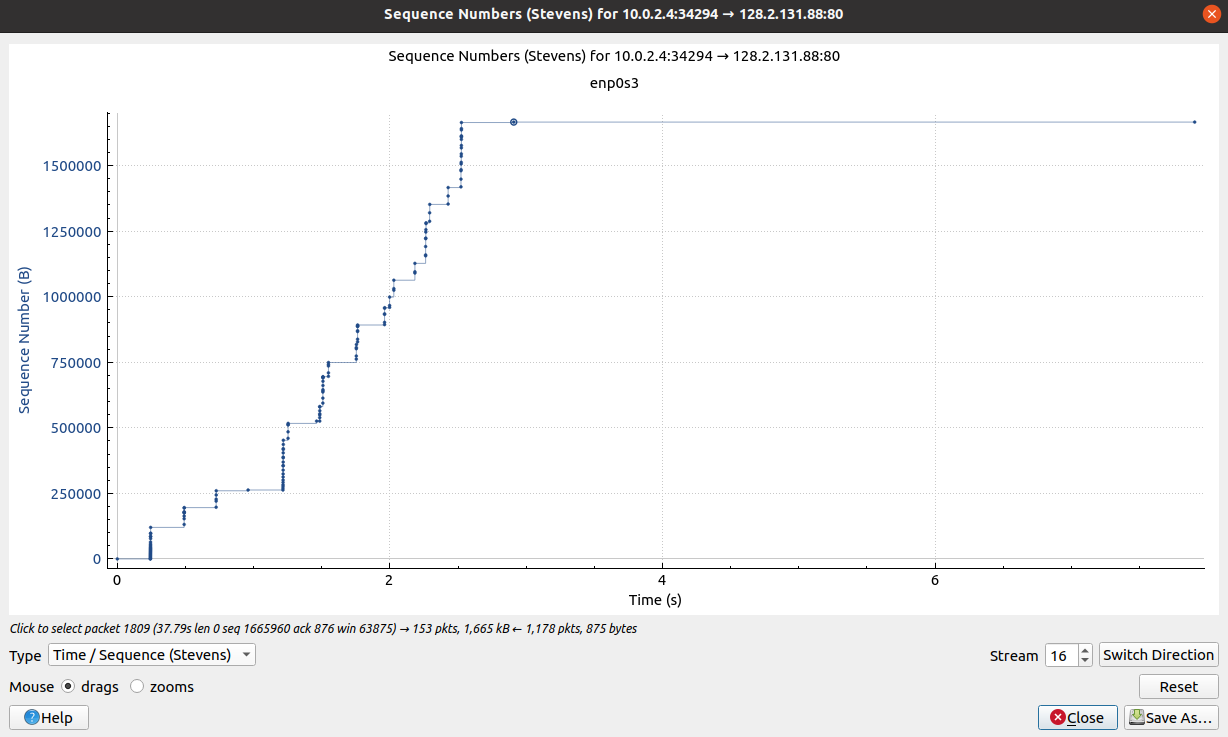 Sequence Numbers (Stevens) for 10.0.2.4:34294 → 128.2.131.88:80
Sequence Numbers (Stevens) for 10.0.2.4:34294 → 128.2.131.88:80
enp0s3
Sequence Number (B)
1500000
1250000
1000000
750000
500000
250000
0
0 2 4 6
Time (s)
Click to select packet 1809 (37.79s len 0 seq 1665960 ack 876 win 63875) → 153 pkts, 1,665 kB ← 1,178 pkts, 875 bytes
Type Time / Sequence (Stevens) Stream 16 Switch Direction
Mouse drags zooms Reset
Help Close Save As…